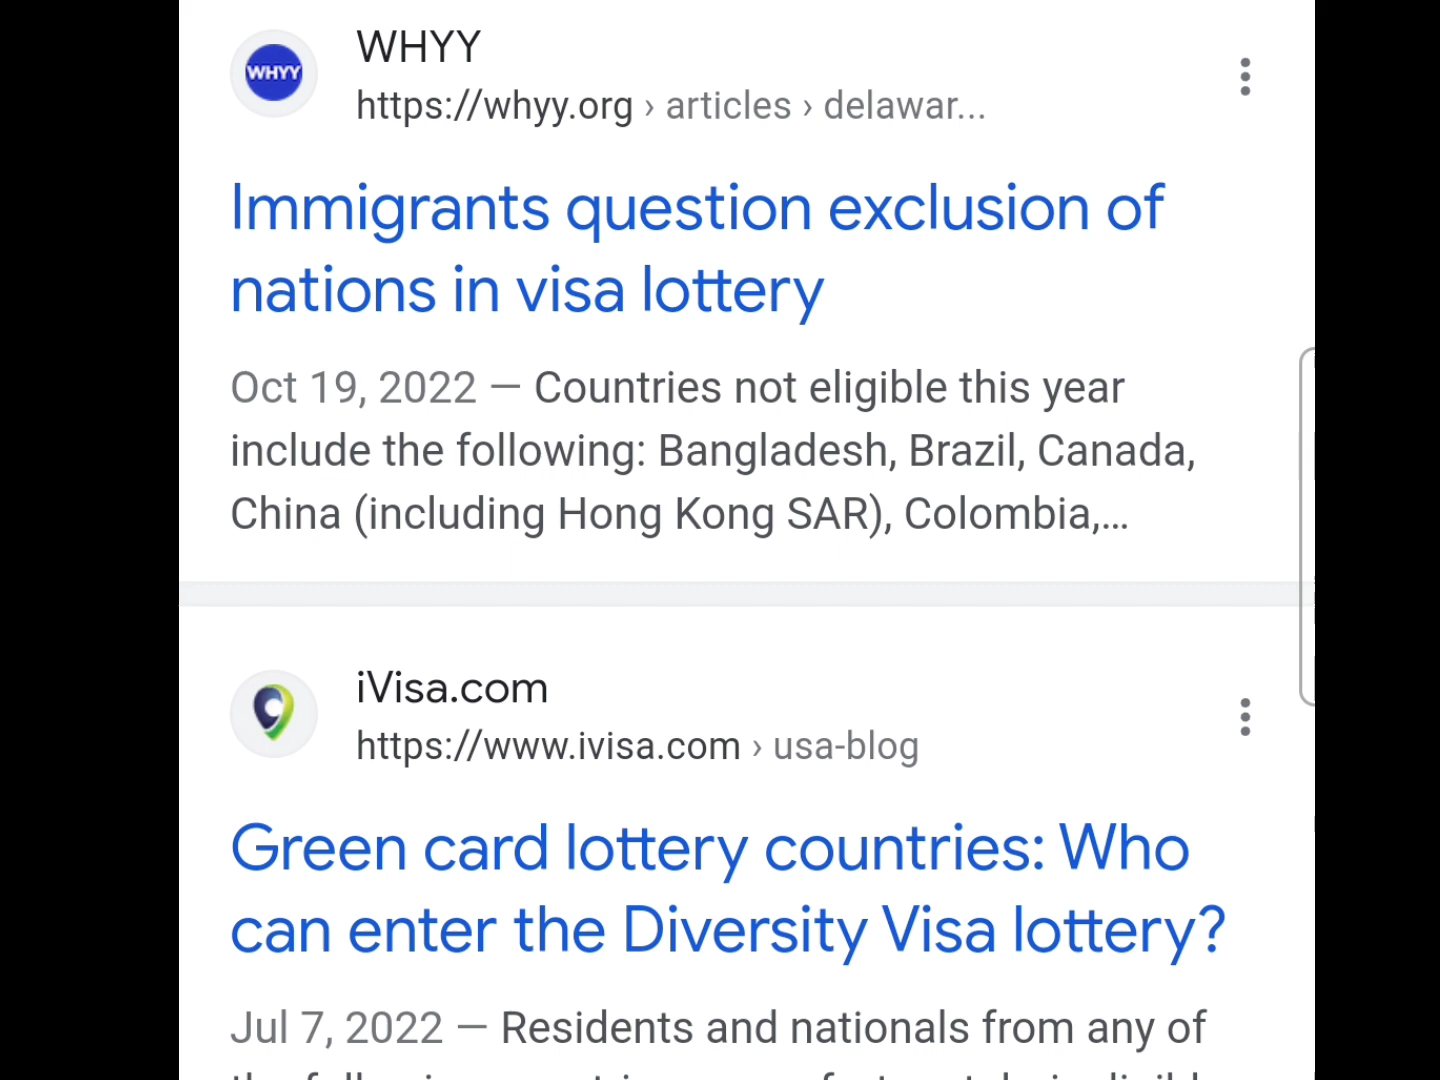 WHYY
WHYY
https://whyy.org › articles › delawar...
Immigrants question exclusion of
nations in visa lottery
Oct 19, 2022 — Countries not eligible this year
include the following: Bangladesh, Brazil, Canada,
China (including Hong Kong SAR), Colombia,...
iVisa.com
https://www.ivisa.com › usa-blog
Green card lottery countries: Who
can enter the Diversity Visa lottery?
Jul 7, 2022 — Residents and nationals from any of